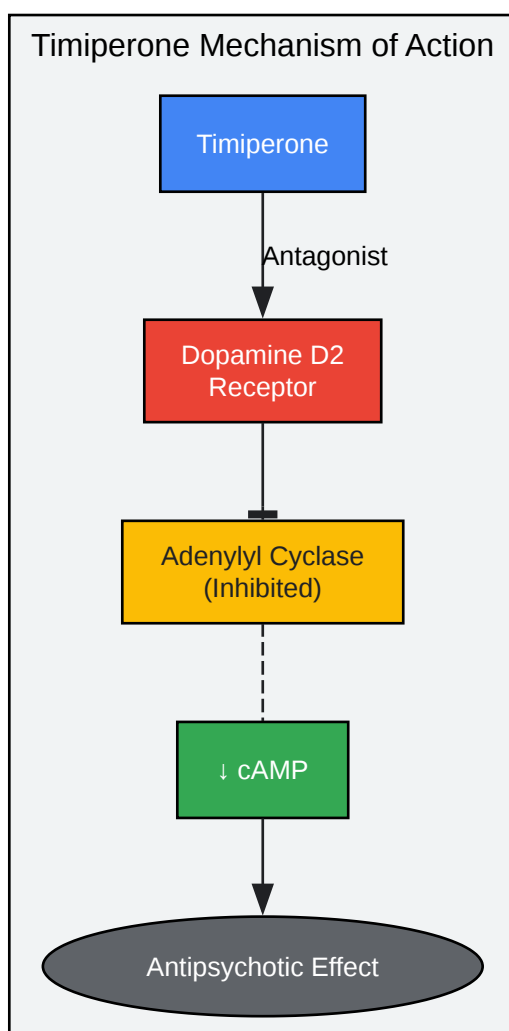 Timiperone Mechanism of Action
Timiperone
Antagonist
Dopamine D2
Receptor
Adenylyl Cyclase
(Inhibited)
↓ cAMP
Antipsychotic Effect